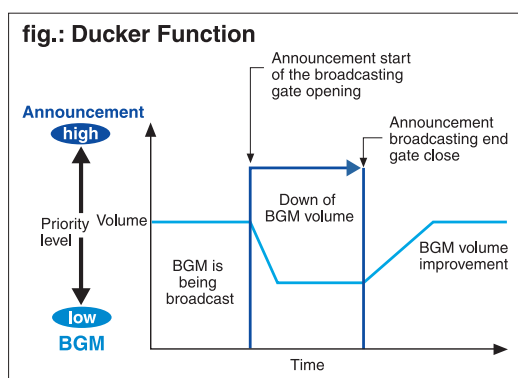 fig.: Ducker Function
Announcement start
of the broadcasting
gate opening
Announcement
high
Announcement
broadcasting end
gate close
Priority
level
Volume
Down of
BGM volume
BGM is
being
broadcast
BGM volume
improvement
low
BGM
Time